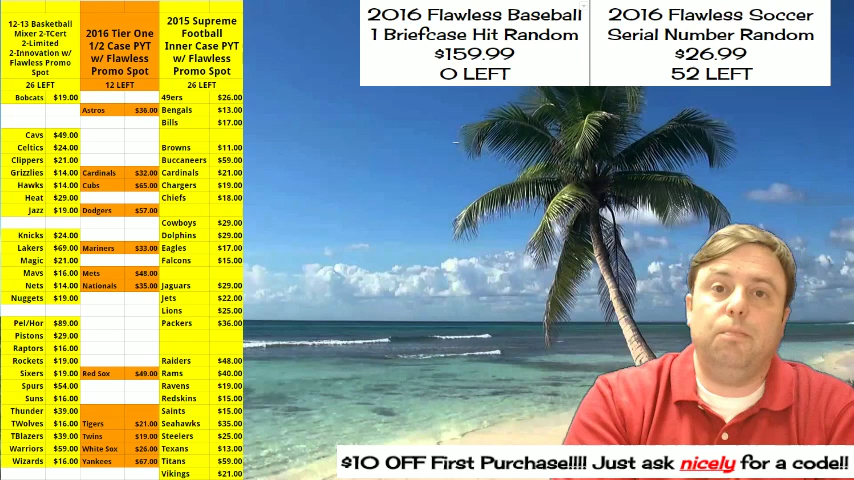 12-13 Basketball
Mixer 2-TCert
2-Limited
2-Innovation w/
Flawless Promo
Spot
26 LEFT
Bobcats $19.00
Cavs $49.00
Celtics $24.00
Clippers $21.00
Grizzlies $14.00
Hawks $14.00
Heat $29.00
Jazz $19.00
Knicks $24.00
Lakers $69.00
Magic $21.00
Mavs $16.00
Nets $14.00
Nuggets $19.00
Pel/Hor $89.00
Pistons $29.00
Raptors $16.00
Rockets $19.00
Sixers $19.00
Spurs $54.00
Suns $16.00
Thunder $39.00
TWolves $16.00
TBlazers $39.00
Warriors $59.00
Wizards $16.00
2016 Tier One
1/2 Case PYT
w/ Flawless
Promo Spot
12 LEFT
Astros $36.00
Cardinals $32.00
Cubs $65.00
Dodgers $57.00
Mariners $33.00
Mets $48.00
Nationals $35.00
Red Sox $49.00
Tigers $21.00
Twins $19.00
White Sox $26.00
Yankees $67.00
2015 Supreme
Football
Inner Case PYT
w/ Flawless
Promo Spot
26 LEFT
49ers $26.00
Bengals $13.00
Bills $17.00
Browns $11.00
Buccaneers $59.00
Cardinals $21.00
Chargers $19.00
Chiefs $18.00
Cowboys $29.00
Dolphins $29.00
Eagles $17.00
Falcons $15.00
Jaguars $29.00
Jets $22.00
Lions $25.00
Packers $36.00
Raiders $48.00
Rams $40.00
Ravens $19.00
Redskins $15.00
Saints $15.00
Seahawks $35.00
Steelers $25.00
Texans $13.00
Titans $59.00
Vikings $21.00
2016 Flawless Baseball
1 Briefcase Hit Random
$159.99
0 LEFT
2016 Flawless Soccer
Serial Number Random
$26.99
52 LEFT
$10 OFF First Purchase!!!! Just ask nicely for a code!!